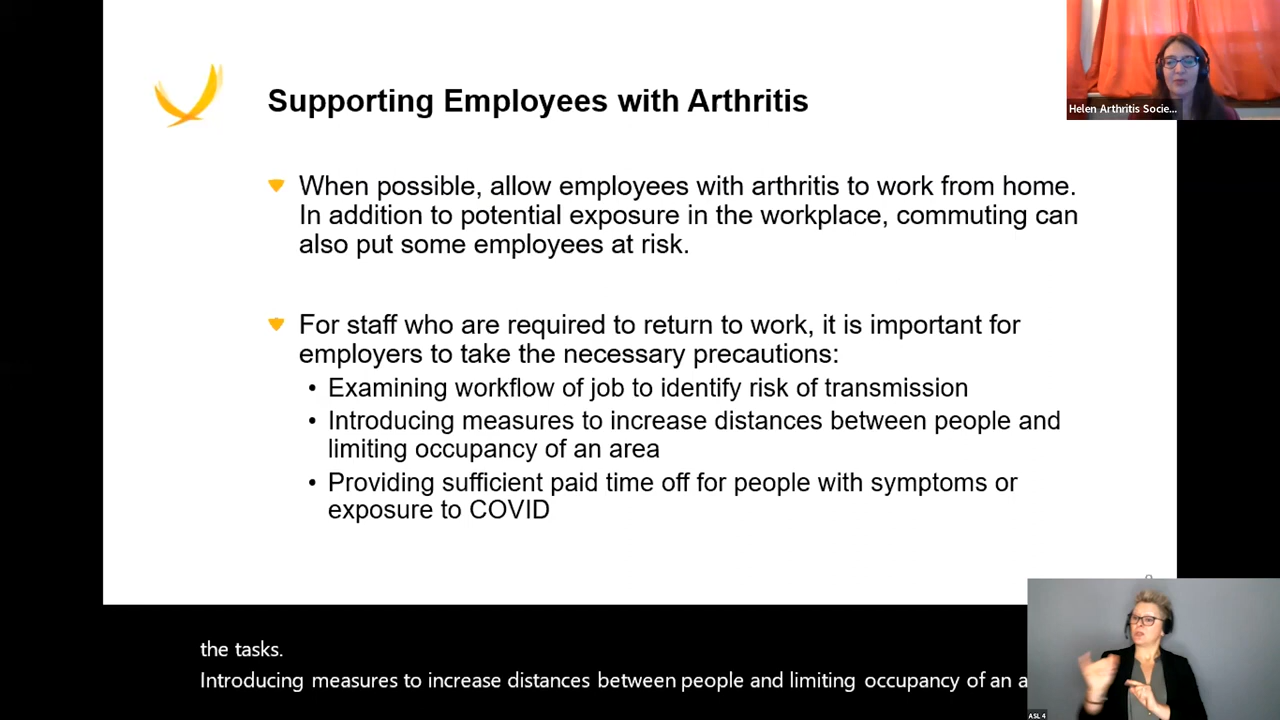 Supporting Employees with Arthritis
Helen Arthritis Socie...
When possible, allow employees with arthritis to work from home.
In addition to potential exposure in the workplace, commuting can
also put some employees at risk.
For staff who are required to return to work, it is important for
employers to take the necessary precautions:
• Examining workflow of job to identify risk of transmission
• Introducing measures to increase distances between people and
limiting occupancy of an area
• Providing sufficient paid time off for people with symptoms or
exposure to COVID
the tasks.
Introducing measures to increase distances between people and limiting occupancy of an a
ASL 4